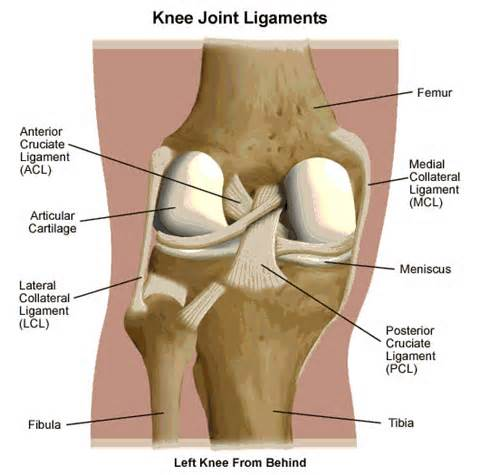 Knee Joint Ligaments
Femur
Anterior
Cruciate
Ligament
(ACL)
Medial
Collateral
Ligament
(MCL)
Articular
Cartilage
Meniscus
Lateral
Collateral
Ligament
(LCL)
Posterior
Cruciate
Ligament
(PCL)
Fibula
Tibia
Left Knee From Behind